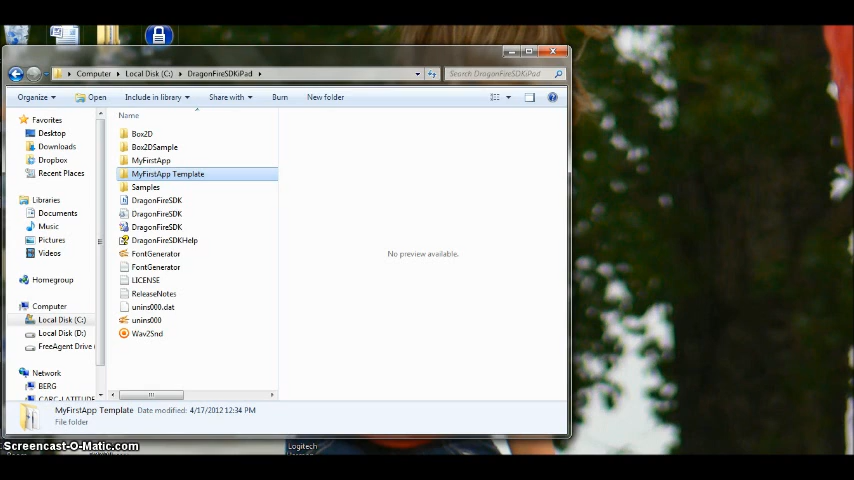 Computer ▸ Local Disk (C:) ▸ DragonFireSDKiPad ▸
Search DragonFireSDKiPad
Organize Open Include in library Share with Burn New folder
Name
Favorites
Desktop
Downloads
Dropbox
Recent Places
Libraries
Documents
Music
Pictures
Videos
Homegroup
Computer
Local Disk (C:)
Local Disk (D:)
FreeAgent Drive
Network
BERG
CARC-LATITUDE
Box2D
Box2DSample
MyFirstApp
MyFirstApp Template
Samples
DragonFireSDK
DragonFireSDK
DragonFireSDK
DragonFireSDKHelp
FontGenerator
FontGenerator
LICENSE
ReleaseNotes
unins000.dat
unins000
Wav2Snd
No preview available.
MyFirstApp Template Date modified: 4/17/2012 12:34 PM
File folder
Screencast-O-Matic.com
Logitech